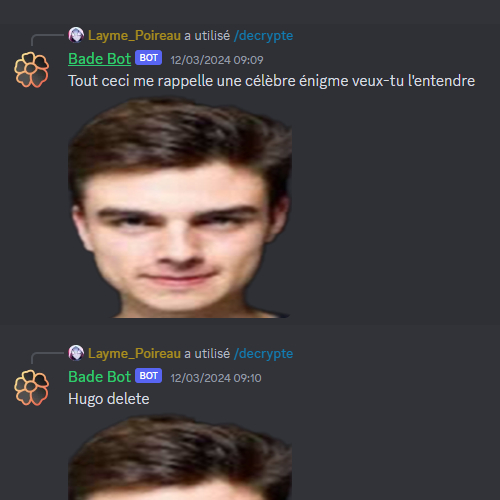 Layme_Poireau a utilisé /decrypte
Bade Bot BOT 12/03/2024 09:09
Tout ceci me rappelle une célèbre énigme veux-tu l'entendre
Layme_Poireau a utilisé /decrypte
Bade Bot BOT 12/03/2024 09:10
Hugo delete